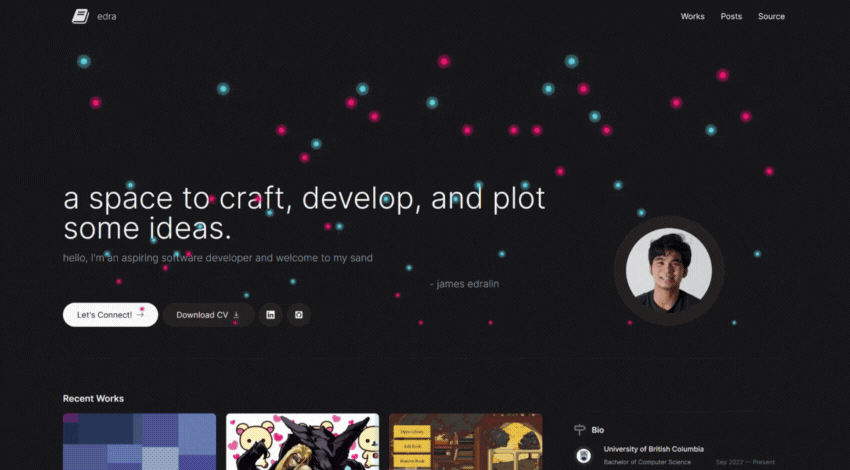 edra
Works Posts Source
a space to craft, develop, and plot
some ideas.
hello, I'm an aspiring software developer and welcome to my sand
- james edralin
Let's Connect! →
Download CV
Recent Works
Bio
University of British Columbia
Bachelor of Computer Science
Sep 2022 — Present